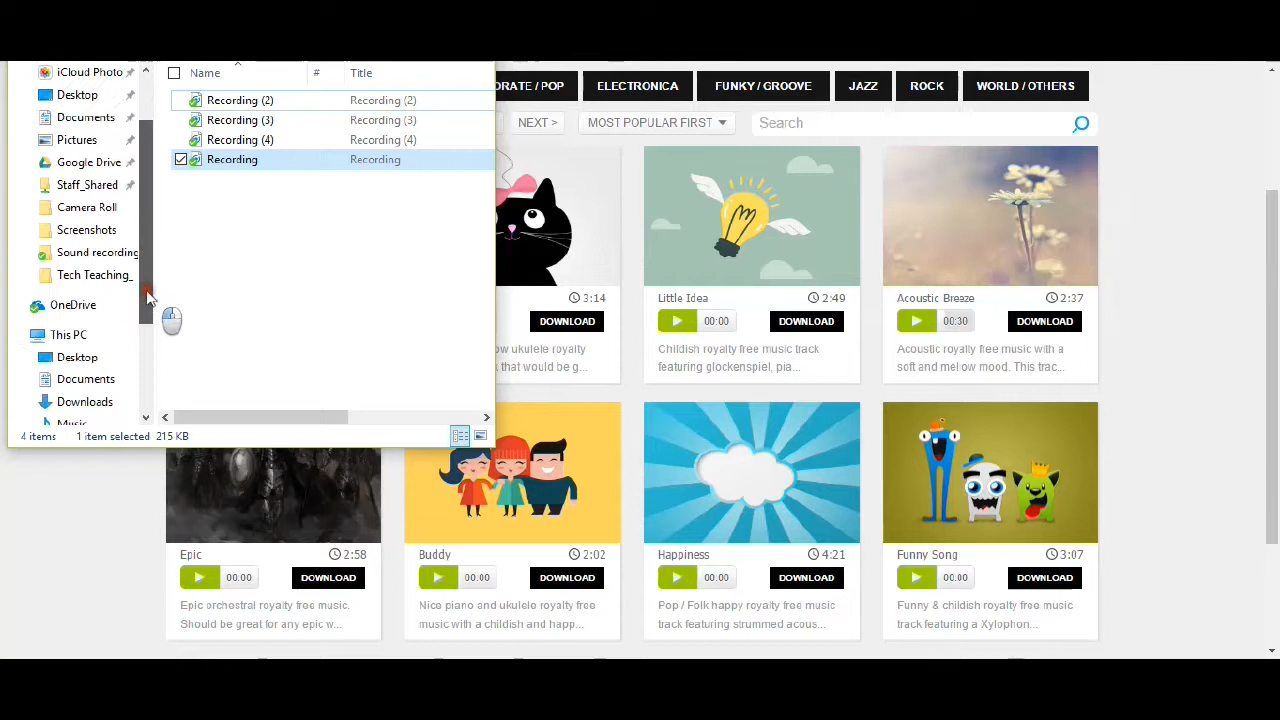 iCloud Photo
Desktop
Documents
Pictures
Google Drive
Staff_Shared
Camera Roll
Screenshots
Sound recording
Tech Teaching_
OneDrive
This PC
Desktop
Documents
Downloads
Music
Name # Title
Recording (2) Recording (2)
Recording (3) Recording (3)
Recording (4) Recording (4)
Recording Recording
4 items 1 item selected 215 KB
ORATE / POP ELECTRONICA FUNKY / GROOVE JAZZ ROCK WORLD / OTHERS
NEXT > MOST POPULAR FIRST Search
3:14
DOWNLOAD
ukulele royalty
that would be g...
Little Idea 2:49
00:00 DOWNLOAD
Childish royalty free music track
featuring glockenspiel, pia...
Acoustic Breeze 2:37
00:30 DOWNLOAD
Acoustic royalty free music with a
soft and mellow mood. This trac...
Epic 2:58
00:00 DOWNLOAD
Epic orchestral royalty free music.
Should be great for any epic w...
Buddy 2:02
00:00 DOWNLOAD
Nice piano and ukulele royalty free
music with a childish and happ...
Happiness 4:21
00:00 DOWNLOAD
Pop / Folk happy royalty free music
track featuring strummed acous...
Funny Song 3:07
00:00 DOWNLOAD
Funny & childish royalty free music
track featuring a Xylophon...